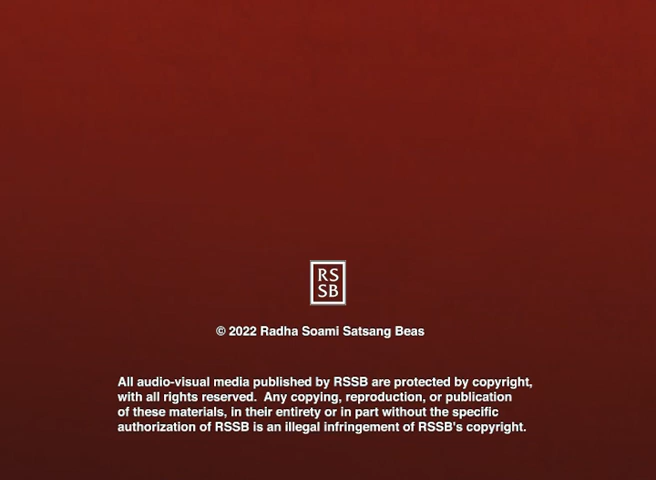 RS
SB
© 2022 Radha Soami Satsang Beas
All audio-visual media published by RSSB are protected by copyright,
with all rights reserved.  Any copying, reproduction, or publication
of these materials, in their entirety or in part without the specific
authorization of RSSB is an illegal infringement of RSSB's copyright.